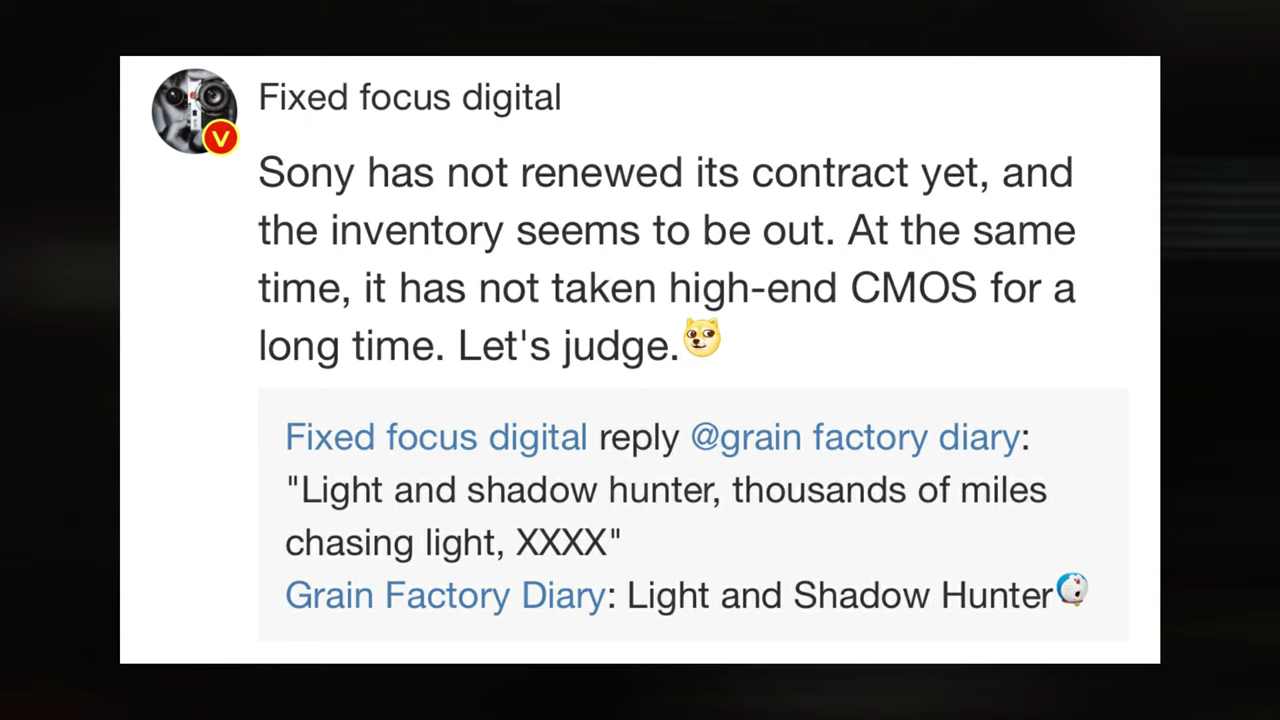 Fixed focus digital
V
Sony has not renewed its contract yet, and
the inventory seems to be out. At the same
time, it has not taken high-end CMOS for a
long time. Let's judge.
Fixed focus digital reply @grain factory diary:
"Light and shadow hunter, thousands of miles
chasing light, XXXX"
Grain Factory Diary: Light and Shadow Hunter